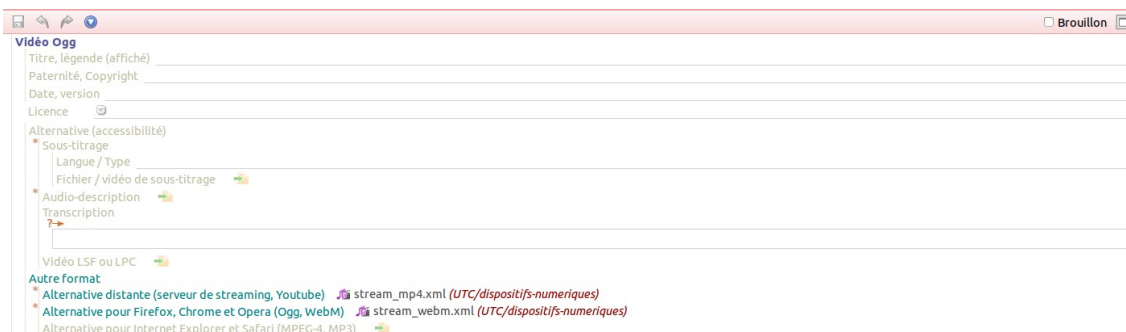 Brouillon
Vidéo Ogg
Titre, légende (affiché)
Paternité, Copyright
Date, version
Licence
Alternative (accessibilité)
* Sous-titrage
Langue / Type
Fichier / vidéo de sous-titrage
* Audio-description
Transcription
?
Vidéo LSF ou LPC
Autre format
* Alternative distante (serveur de streaming, Youtube) stream_mp4.xml (UTC/dispositifs-numeriques)
* Alternative pour Firefox, Chrome et Opera (Ogg, WebM) stream_webm.xml (UTC/dispositifs-numeriques)
Alternative pour Internet Explorer et Safari (MPEG-4, MP3)